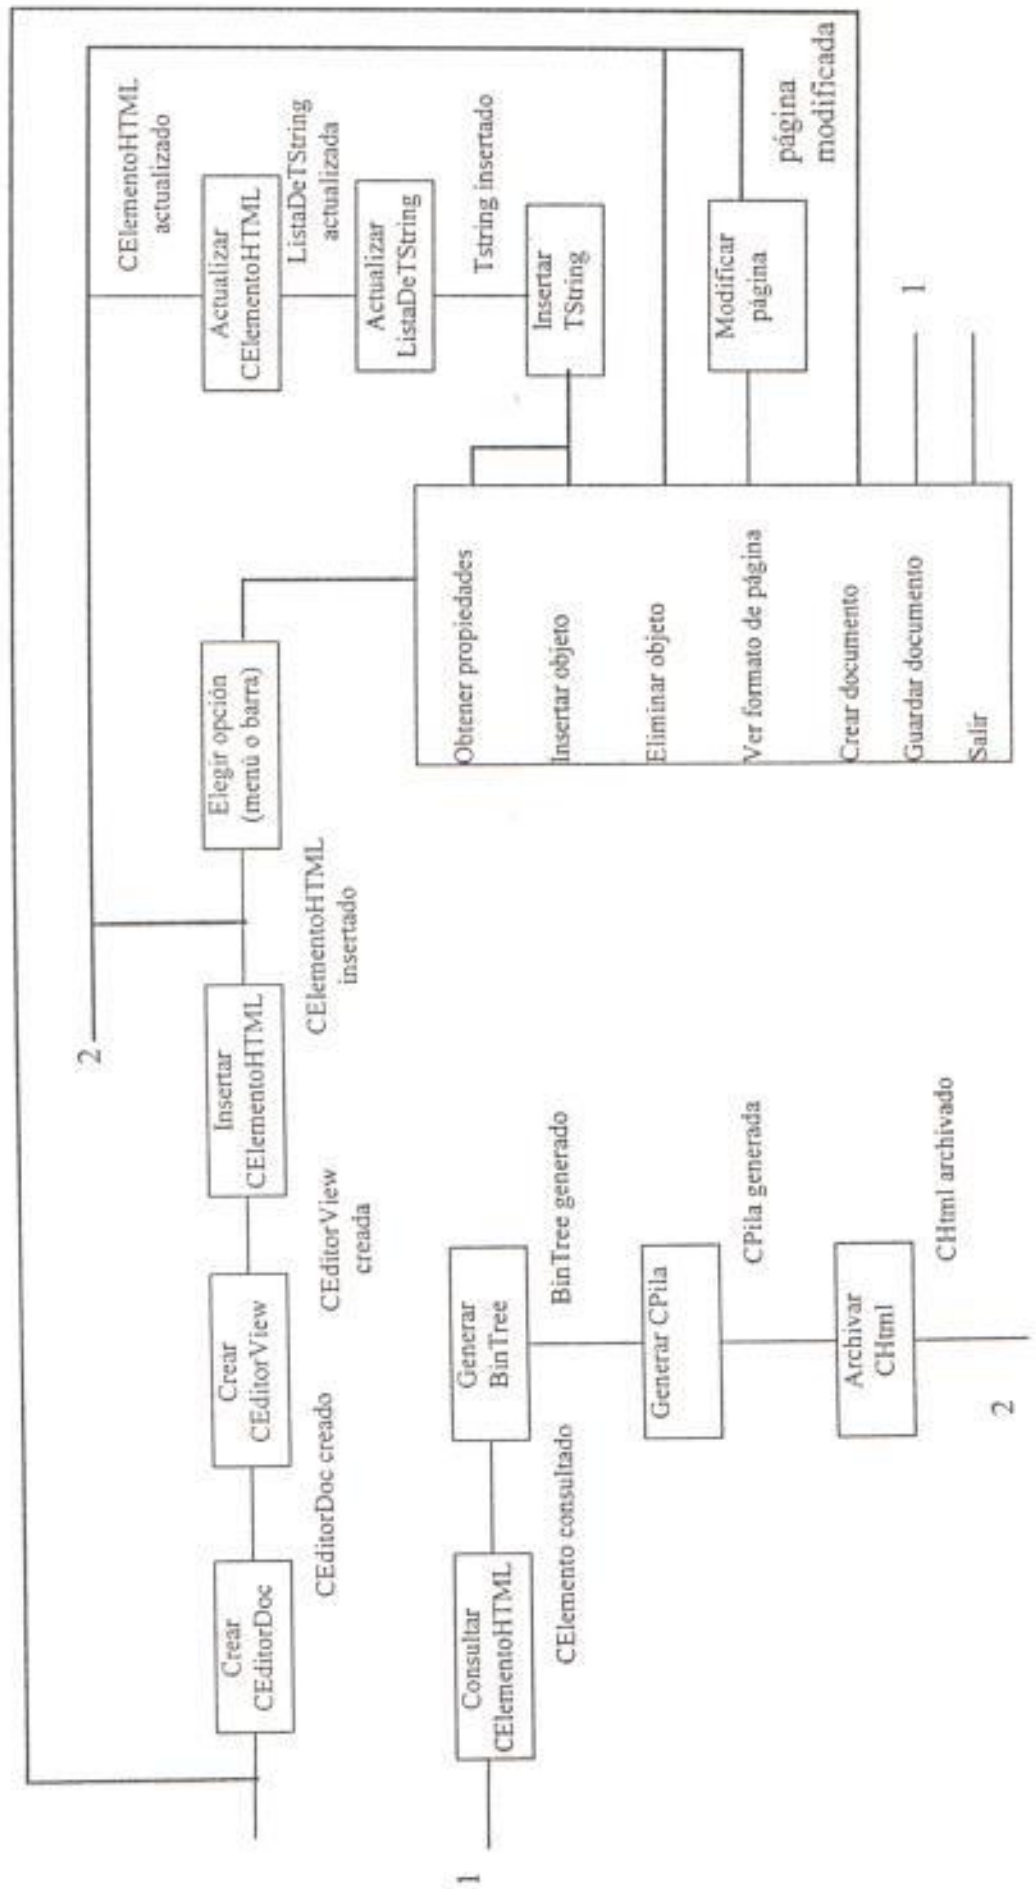 2
Crear
CEditorDoc
CEditorDoc creado
Crear
CEditorView
CEditorView
creada
Insertar
CElementoHTML
CElementoHTML
insertado
Elegir opción
(menú o barra)
Actualizar
CElementoHTML
CElementoHTML
actualizado
ListaDeTString
actualizada
Actualizar
ListaDeTString
Tstring insertado
Insertar
TString
Modificar
página
página
modificada
Obtener propiedades
Insertar objeto
Eliminar objeto
Ver formato de página
Crear documento
Guardar documento
Salir
1
1
Consultar
CElementoHTML
CElemento consultado
Generar
BinTree
BinTree generado
Generar CPila
CPila generada
Archivar
CHtml
CHtml archivado
2